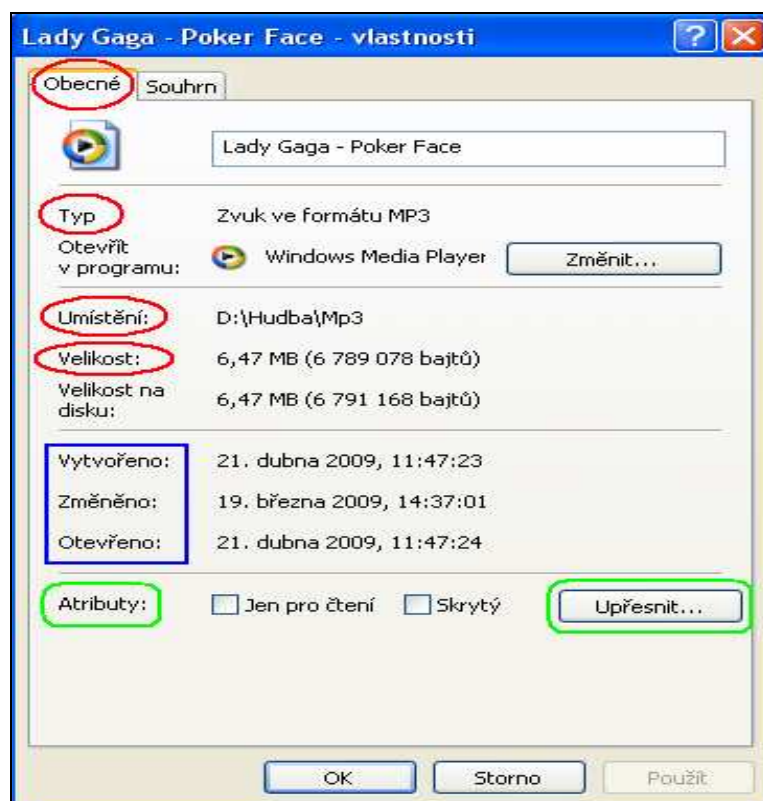 Lady Gaga - Poker Face - vlastnosti
Obecné Souhrn
Lady Gaga - Poker Face
Typ Zvuk ve formátu MP3
Otevřít v programu: Windows Media Player Změnit...
Umístění: D:\Hudba\Mp3
Velikost: 6,47 MB (6 789 078 bajtů)
Velikost na disku: 6,47 MB (6 791 168 bajtů)
Vytvořeno: 21. dubna 2009, 11:47:23
Změněno: 19. března 2009, 14:37:01
Otevřeno: 21. dubna 2009, 11:47:24
Atributy: Jen pro čtení Skrytý Upřesnit...
OK Storno Použít